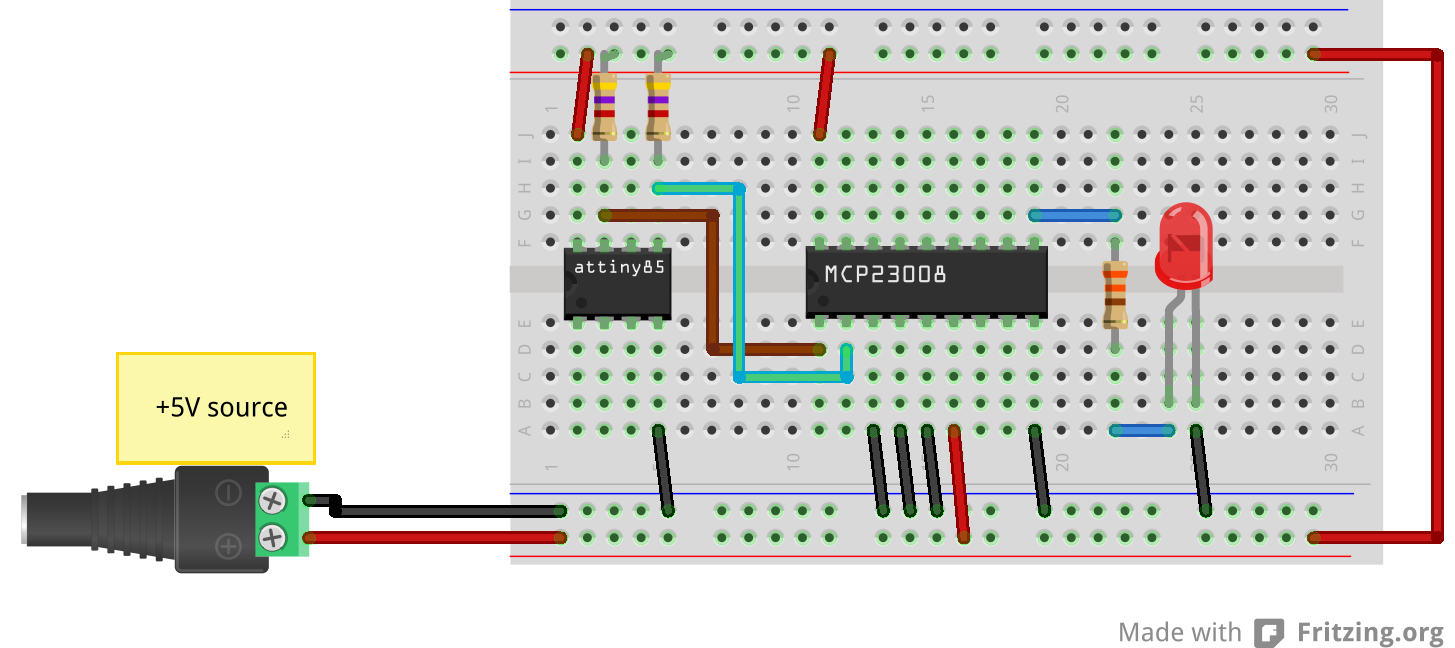 1 10 15 20 25 30
J J
I I
H H
G G
F F
attiny85
MCP23008
E E
D D
C C
B B
A A
+5V source
1 10 20 30
Made with Fritzing.org